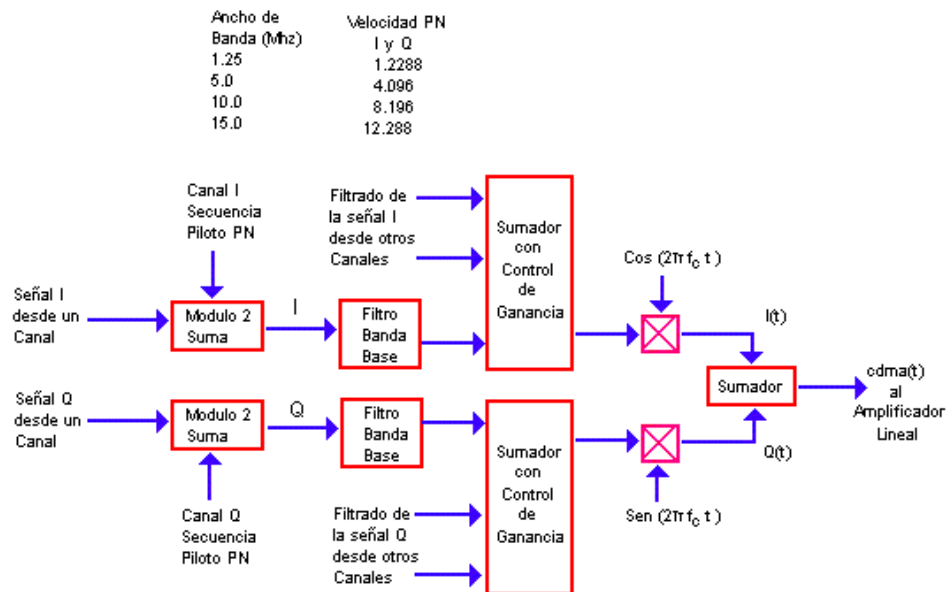 Ancho de
Banda (Mhz)
1.25
5.0
10.0
15.0
Velocidad PN
I y Q
1.2288
4.096
8.196
12.288
Canal I
Secuencia
Piloto PN
Filtrado de
la señal I
desde otros
Canales
Sumador
con
Control
de
Ganancia
Cos (2πf_c t)
Señal I
desde un
Canal
Modulo 2
Suma
I
Filtro
Banda
Base
I(t)
Sumador
cdma(t)
al
Amplificador
Lineal
Señal Q
desde un
Canal
Modulo 2
Suma
Q
Filtro
Banda
Base
Sumador
con
Control
de
Ganancia
Q(t)
Canal Q
Secuencia
Piloto PN
Filtrado de
la señal Q
desde otros
Canales
Sen (2πf_c t)